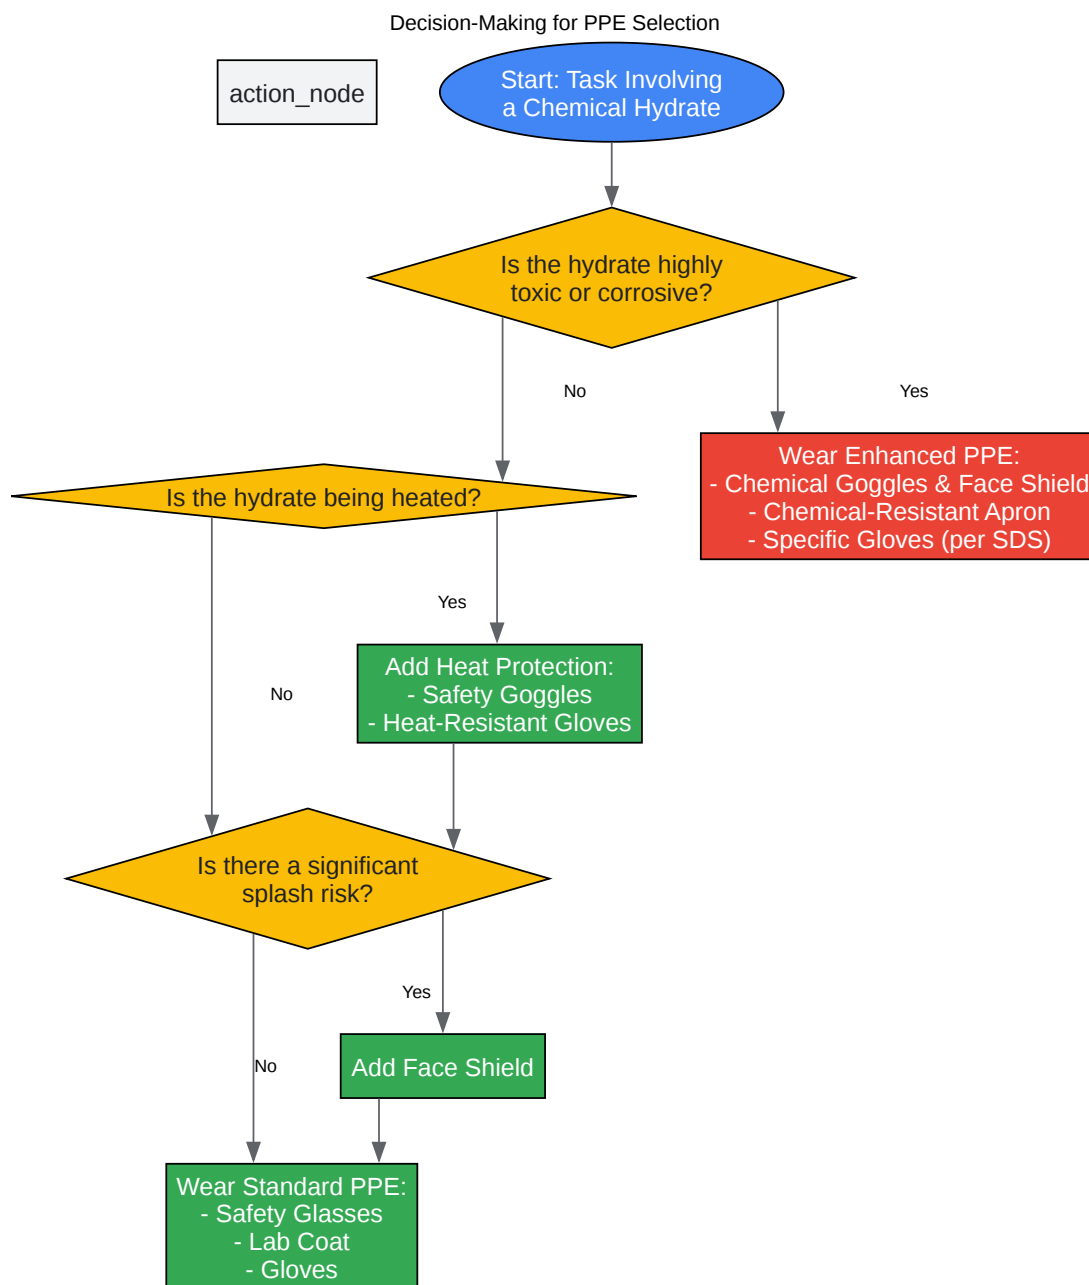 Decision-Making for PPE Selection
action_node
Start: Task Involving
a Chemical Hydrate
Is the hydrate highly
toxic or corrosive?
No
Yes
Wear Enhanced PPE:
- Chemical Goggles & Face Shield
- Chemical-Resistant Apron
- Specific Gloves (per SDS)
Is the hydrate being heated?
Yes
No
Add Heat Protection:
- Safety Goggles
- Heat-Resistant Gloves
Is there a significant
splash risk?
Yes
No
Add Face Shield
Wear Standard PPE:
- Safety Glasses
- Lab Coat
- Gloves